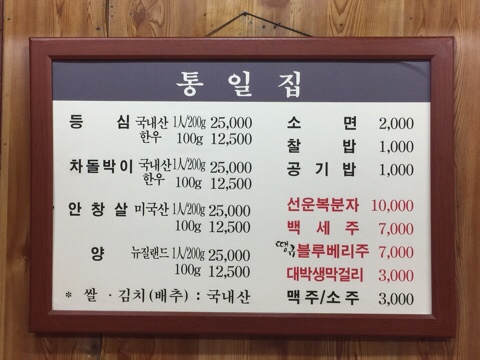 통일집
등 심 국내산 한우 1人/200g 25,000
100g 12,500
차돌박이 국내산 한우 1人/200g 25,000
100g 12,500
안창살 미국산 1人/200g 25,000
양 뉴질랜드 1人/200g 25,000
100g 12,500
* 쌀 · 김치(배추) : 국내산
소 면 2,000
찰 밥 1,000
공기밥 1,000
선운복분자 10,000
백세주 7,000
땡큐 블루베리주 7,000
대박생막걸리 3,000
맥주/소주 3,000